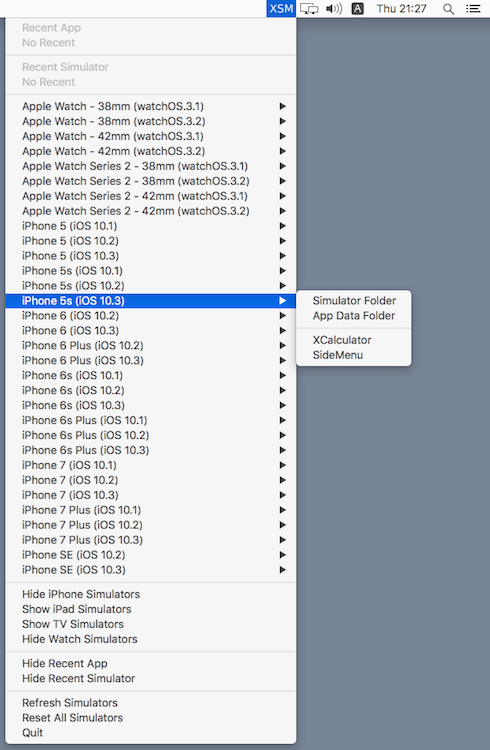 XSM A Thu 21:27
Recent App
No Recent
Recent Simulator
No Recent
Apple Watch - 38mm (watchOS.3.1)
Apple Watch - 38mm (watchOS.3.2)
Apple Watch - 42mm (watchOS.3.1)
Apple Watch - 42mm (watchOS.3.2)
Apple Watch Series 2 - 38mm (watchOS.3.1)
Apple Watch Series 2 - 38mm (watchOS.3.2)
Apple Watch Series 2 - 42mm (watchOS.3.1)
Apple Watch Series 2 - 42mm (watchOS.3.2)
iPhone 5 (iOS 10.1)
iPhone 5 (iOS 10.2)
iPhone 5 (iOS 10.3)
iPhone 5s (iOS 10.1)
iPhone 5s (iOS 10.2)
iPhone 5s (iOS 10.3)
Simulator Folder
App Data Folder
XCalculator
SideMenu
iPhone 6 (iOS 10.2)
iPhone 6 (iOS 10.3)
iPhone 6 Plus (iOS 10.2)
iPhone 6 Plus (iOS 10.3)
iPhone 6s (iOS 10.1)
iPhone 6s (iOS 10.2)
iPhone 6s (iOS 10.3)
iPhone 6s Plus (iOS 10.1)
iPhone 6s Plus (iOS 10.2)
iPhone 6s Plus (iOS 10.3)
iPhone 7 (iOS 10.1)
iPhone 7 (iOS 10.2)
iPhone 7 (iOS 10.3)
iPhone 7 Plus (iOS 10.1)
iPhone 7 Plus (iOS 10.2)
iPhone 7 Plus (iOS 10.3)
iPhone SE (iOS 10.2)
iPhone SE (iOS 10.3)
Hide iPhone Simulators
Show iPad Simulators
Show TV Simulators
Hide Watch Simulators
Hide Recent App
Hide Recent Simulator
Refresh Simulators
Reset All Simulators
Quit